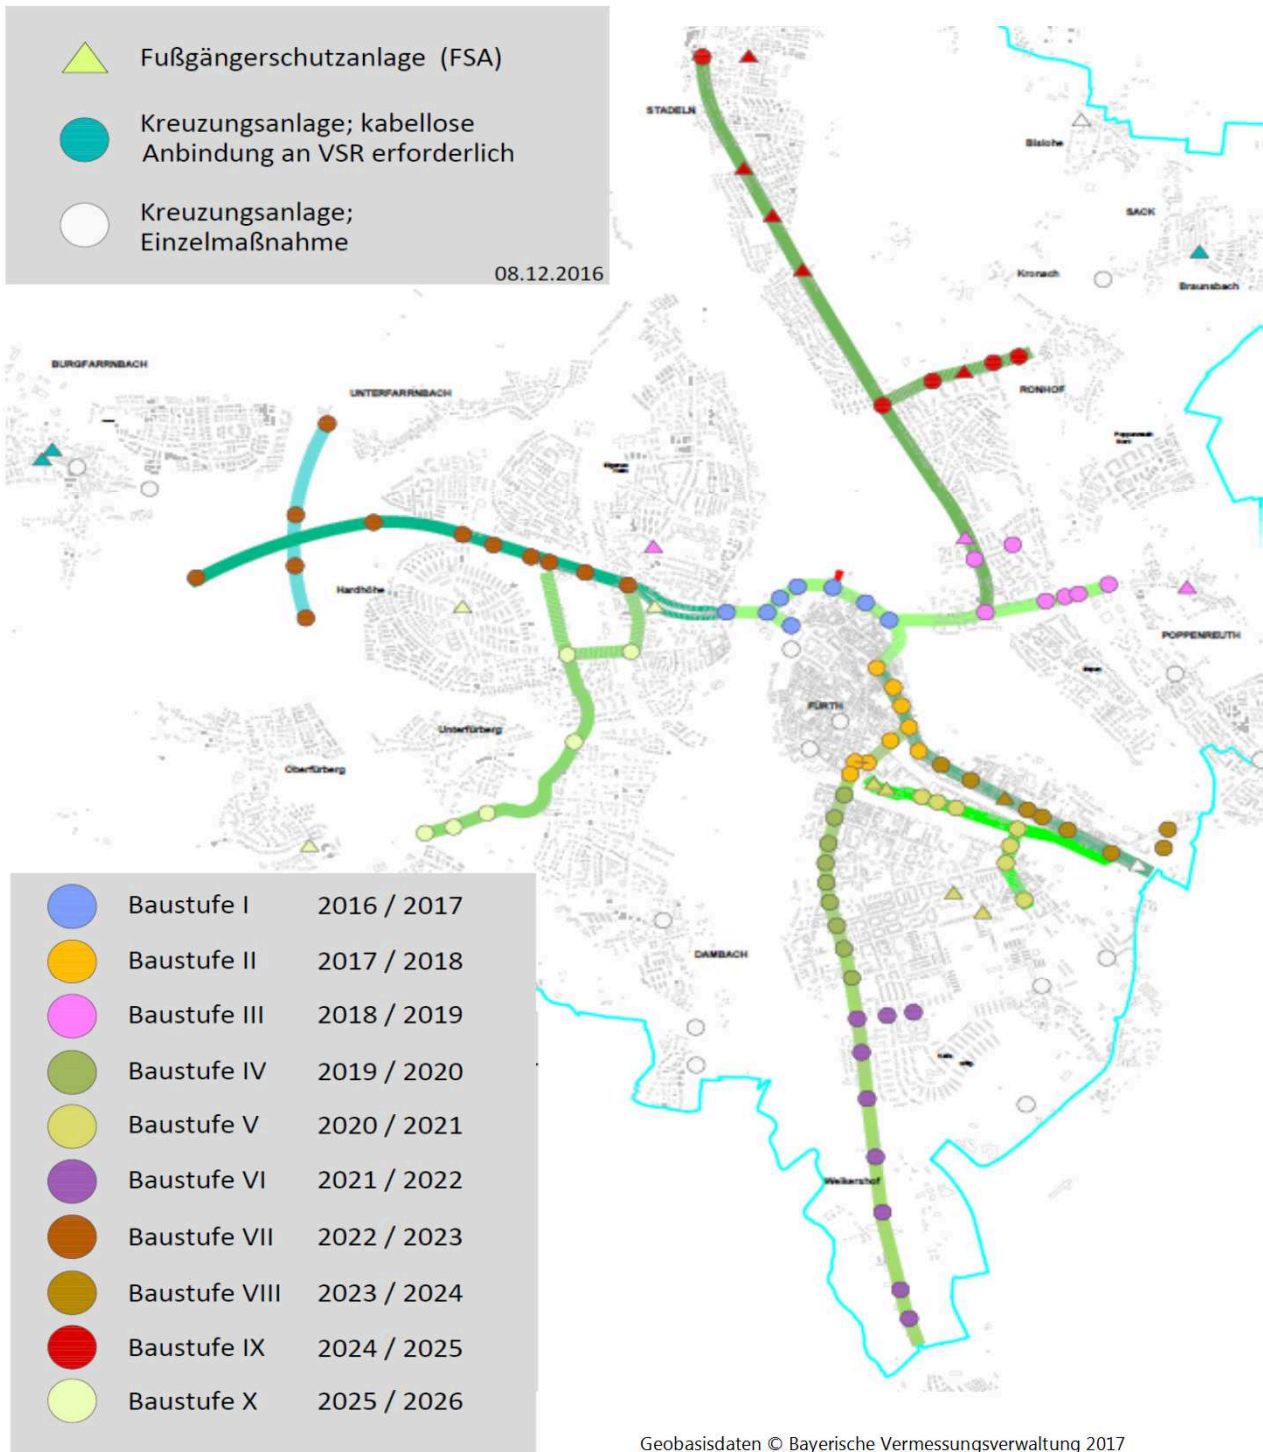 Fußgängerschutzanlage (FSA)
Kreuzungsanlage; kabellose
Anbindung an VSR erforderlich
Kreuzungsanlage;
Einzelmaßnahme
08.12.2016
STADELN
Bislohe
SACK
Kronach
Braunsbach
BURGFARRNBACH
UNTERFARRNBACH
RONHOF
Poppenreuth
Nord
Hardhöhe
POPPENREUTH
FÜRTH
Unterfürberg
Oberfürberg
DAMBACH
Weikershof
Baustufe I 2016 / 2017
Baustufe II 2017 / 2018
Baustufe III 2018 / 2019
Baustufe IV 2019 / 2020
Baustufe V 2020 / 2021
Baustufe VI 2021 / 2022
Baustufe VII 2022 / 2023
Baustufe VIII 2023 / 2024
Baustufe IX 2024 / 2025
Baustufe X 2025 / 2026
Geobasisdaten © Bayerische Vermessungsverwaltung 2017